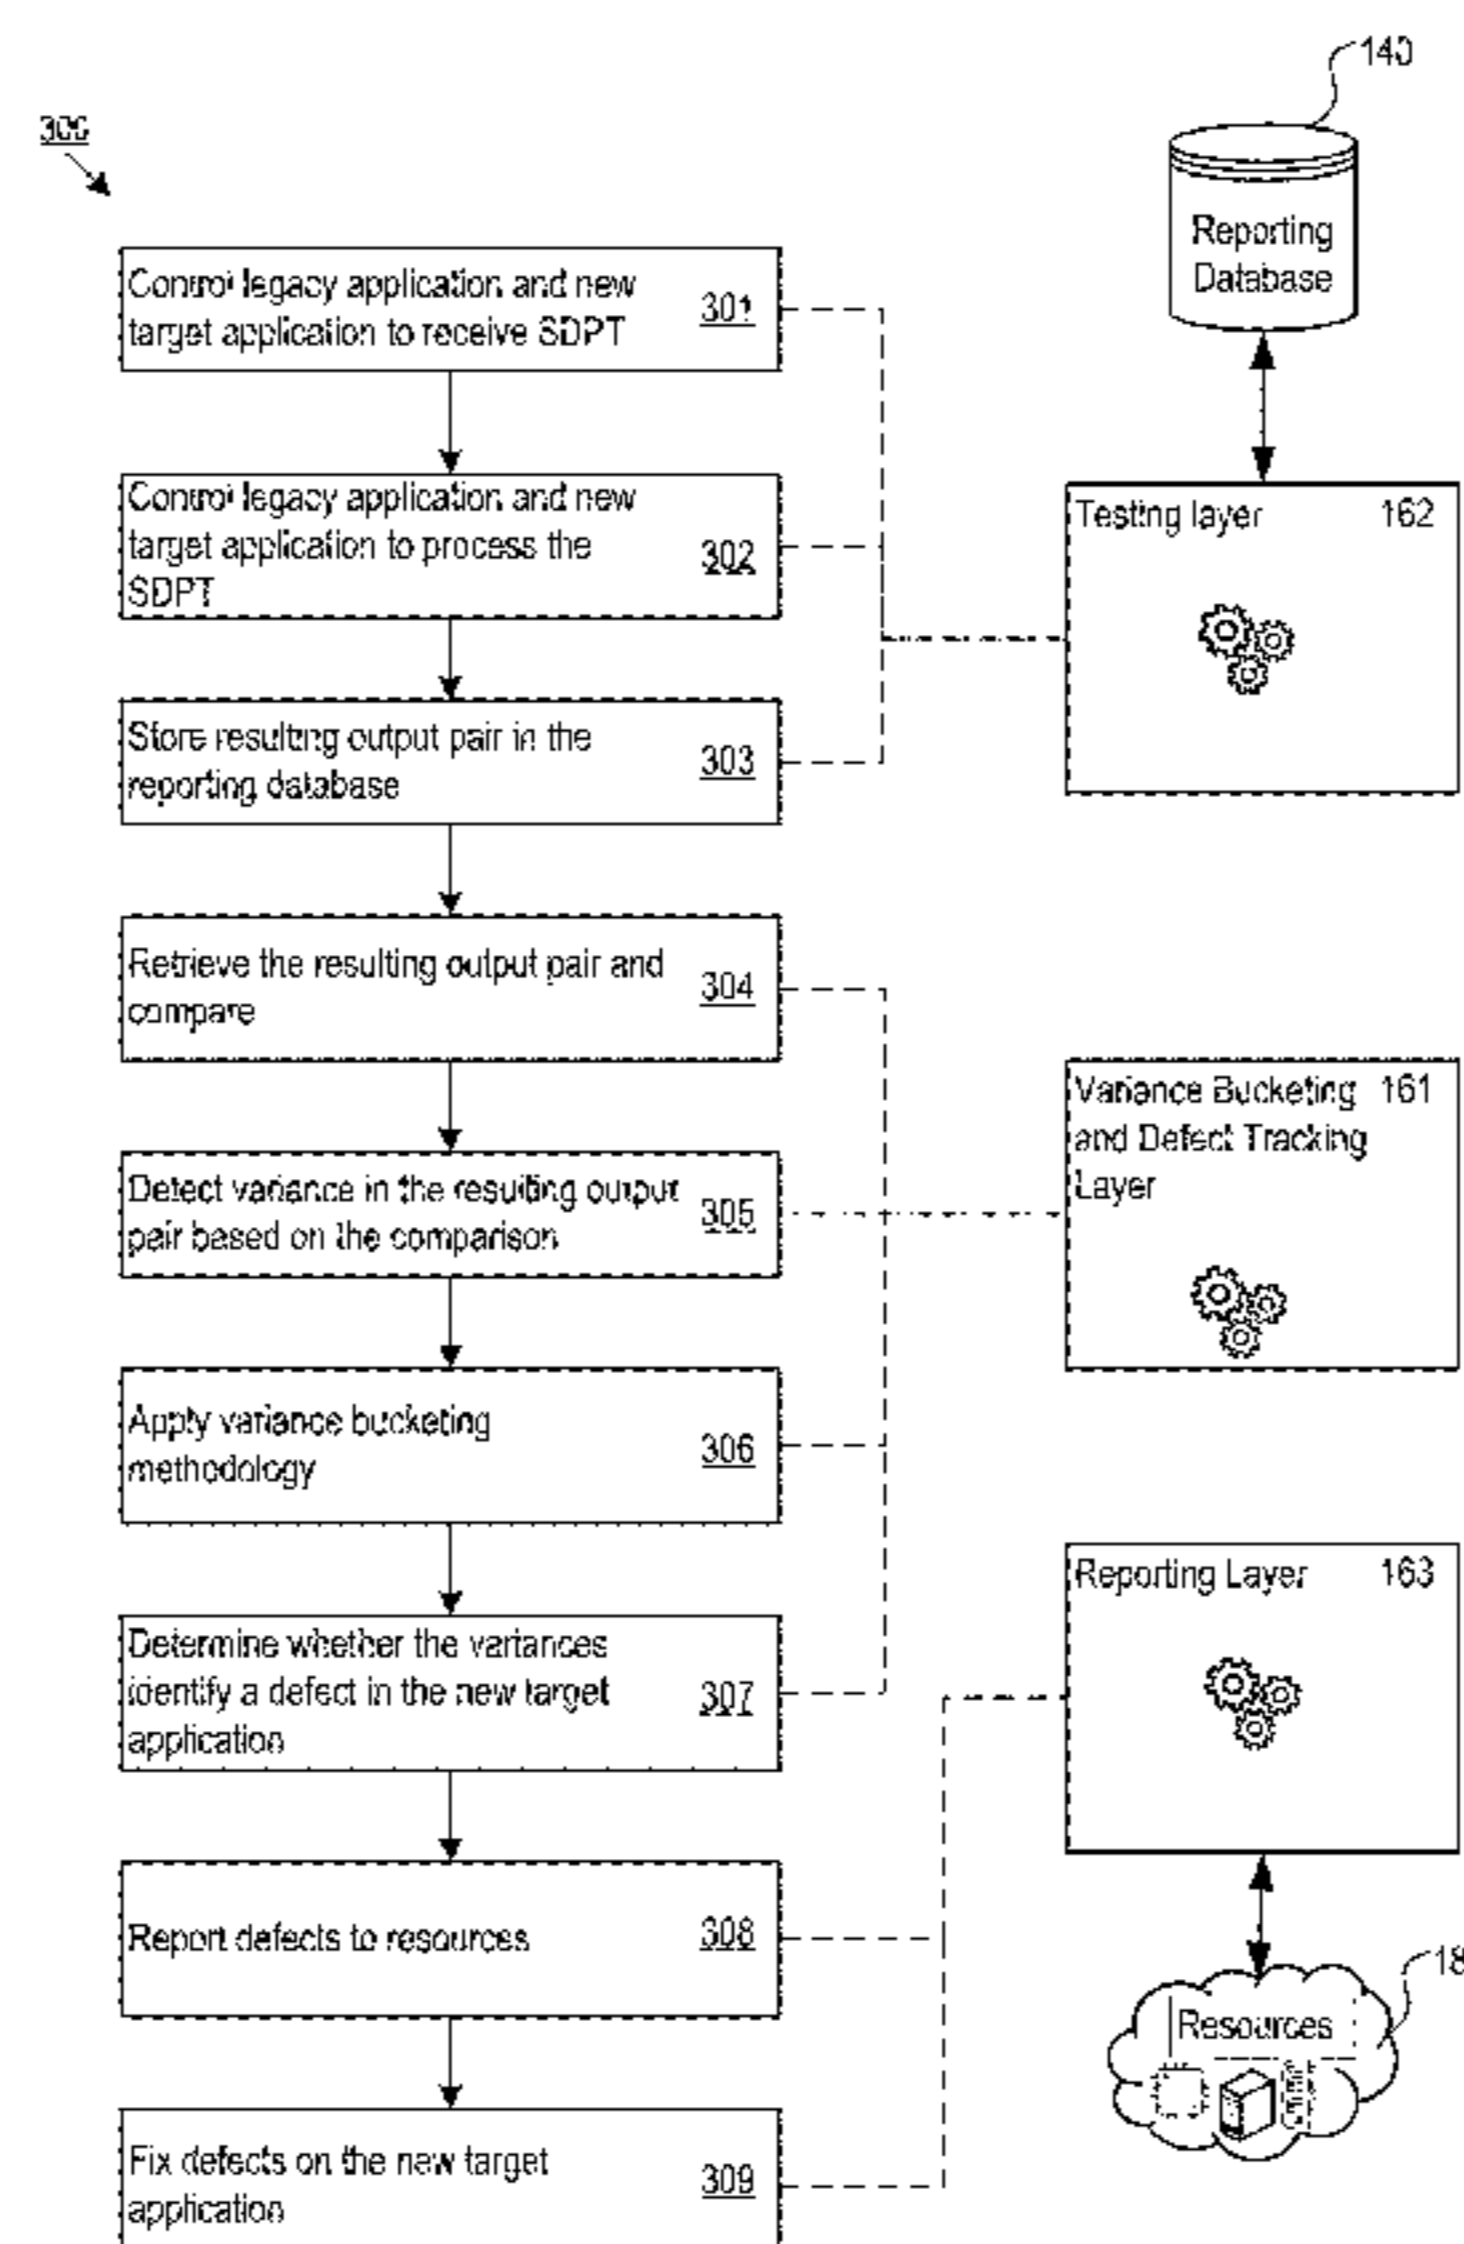 300
140
Reporting
Database
Control legacy application and new
target application to receive SDPT
301
Control legacy application and new
target application to process the
SDPT
302
Testing layer 162
Store resulting output pair in the
reporting database
303
Retrieve the resulting output pair and
compare
304
Variance Bucketing 161
and Defect Tracking
Layer
Detect variance in the resulting output
pair based on the comparison
305
Apply variance bucketing
methodology
306
Reporting Layer 163
Determine whether the variances
identify a defect in the new target
application
307
Report defects to resources
308
18
Resources
Fix defects on the new target
application
309